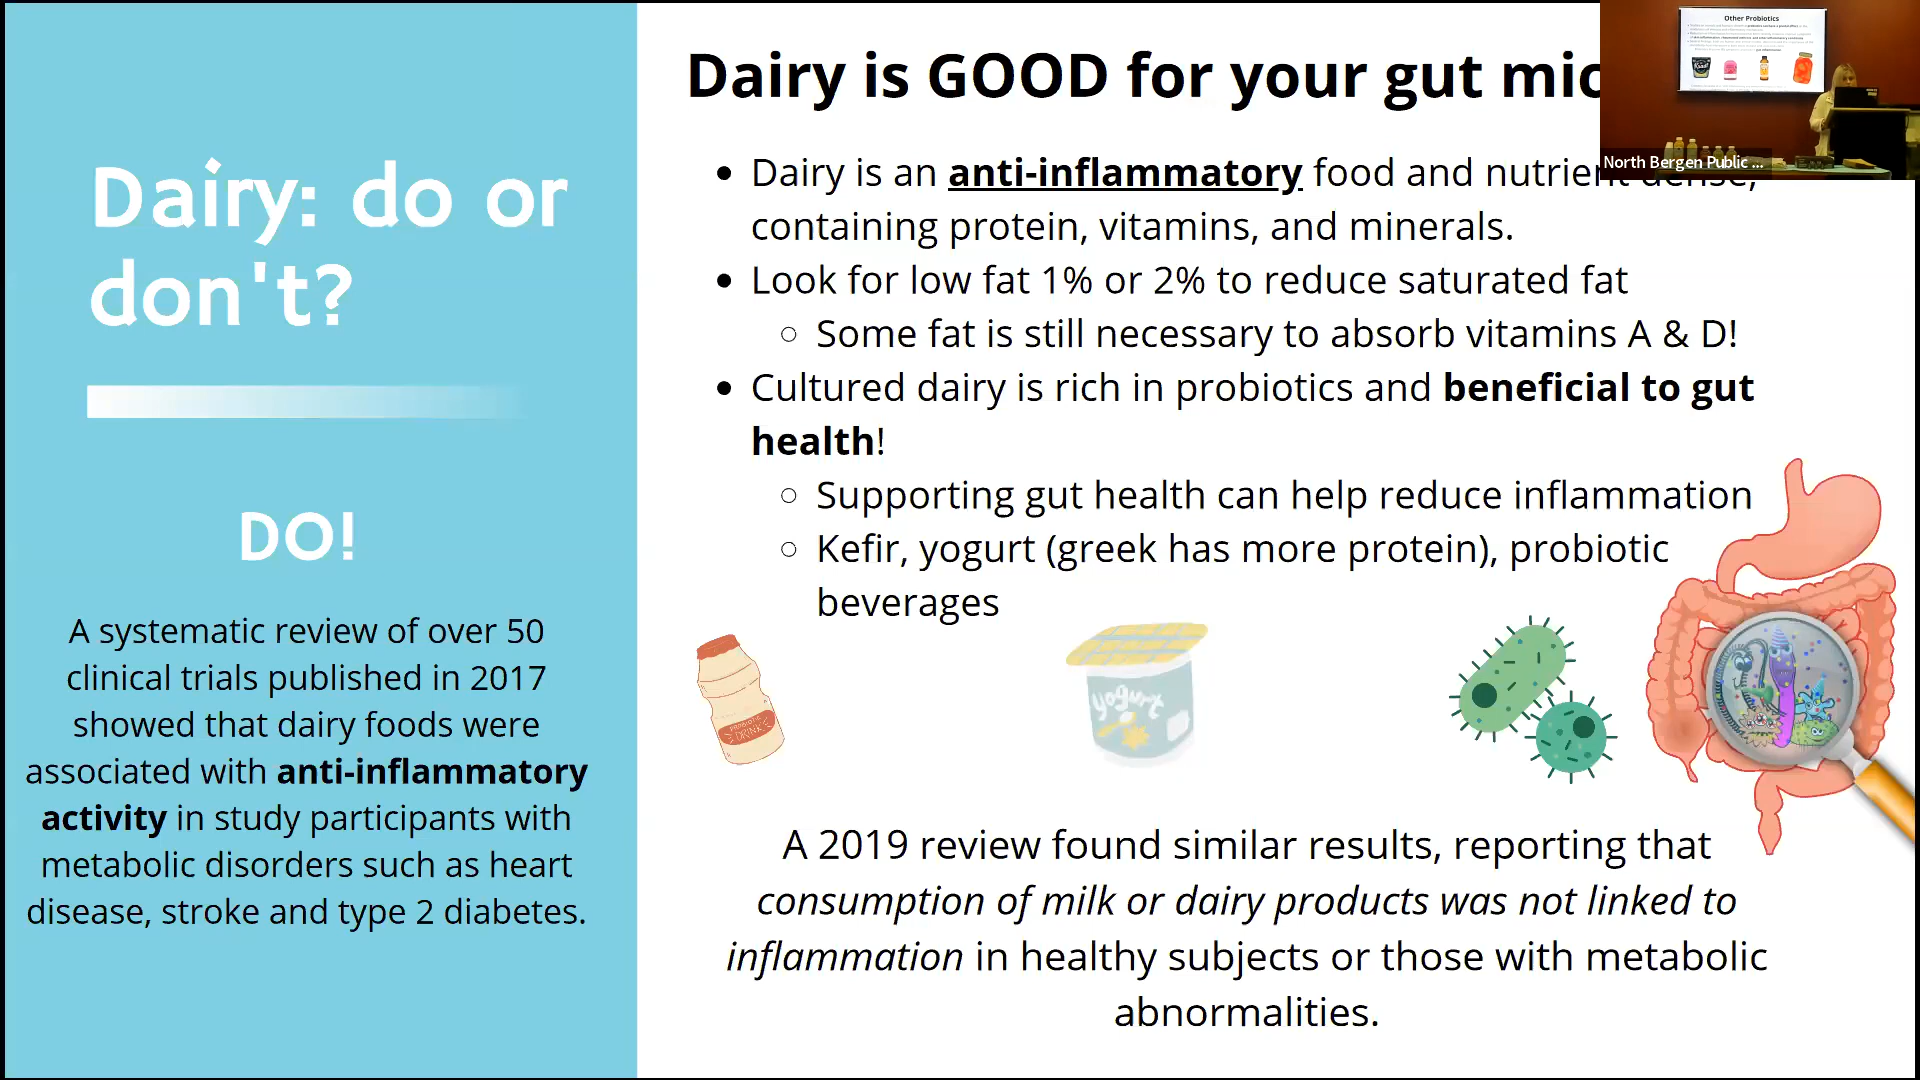 Dairy: do or
don't?
DO!
A systematic review of over 50
clinical trials published in 2017
showed that dairy foods were
associated with anti-inflammatory
activity in study participants with
metabolic disorders such as heart
disease, stroke and type 2 diabetes.
Dairy is GOOD for your gut mic
• Dairy is an anti-inflammatory food and nutrient dense,
containing protein, vitamins, and minerals.
• Look for low fat 1% or 2% to reduce saturated fat
○ Some fat is still necessary to absorb vitamins A & D!
• Cultured dairy is rich in probiotics and beneficial to gut
health!
○ Supporting gut health can help reduce inflammation
○ Kefir, yogurt (greek has more protein), probiotic
beverages
PROBIOTIC
DRINK
yogurt
A 2019 review found similar results, reporting that
consumption of milk or dairy products was not linked to
inflammation in healthy subjects or those with metabolic
abnormalities.
Other Probiotics
North Bergen Public ...